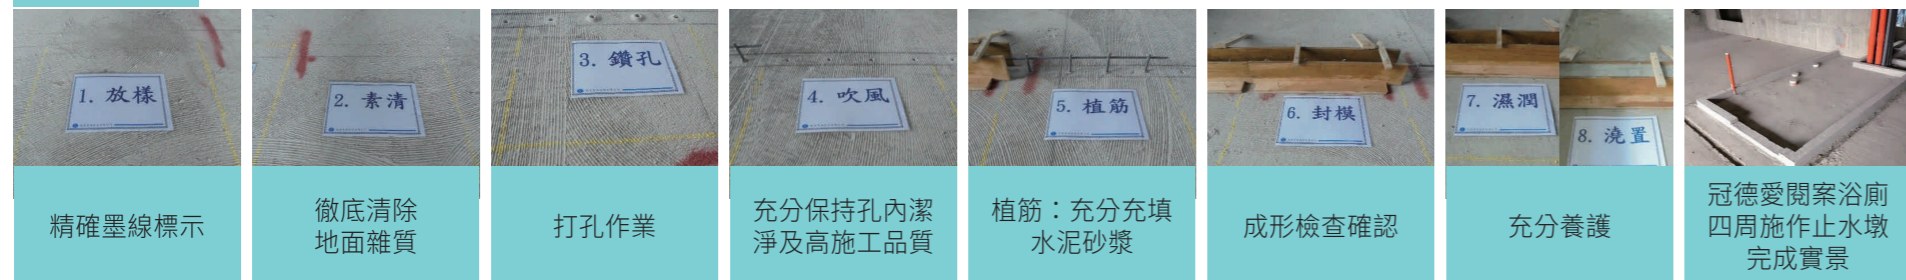 1. 放樣
2. 素清
3. 鑽孔
4. 吹風
5. 植筋
6. 封模
7. 濕潤
8. 澆置
精確墨線標示
徹底清除
地面雜質
打孔作業
充分保持孔內潔
淨及高施工品質
植筋：充分充填
水泥砂漿
成形檢查確認
充分養護
冠德愛閱案浴廁
四周施作止水墩
完成實景